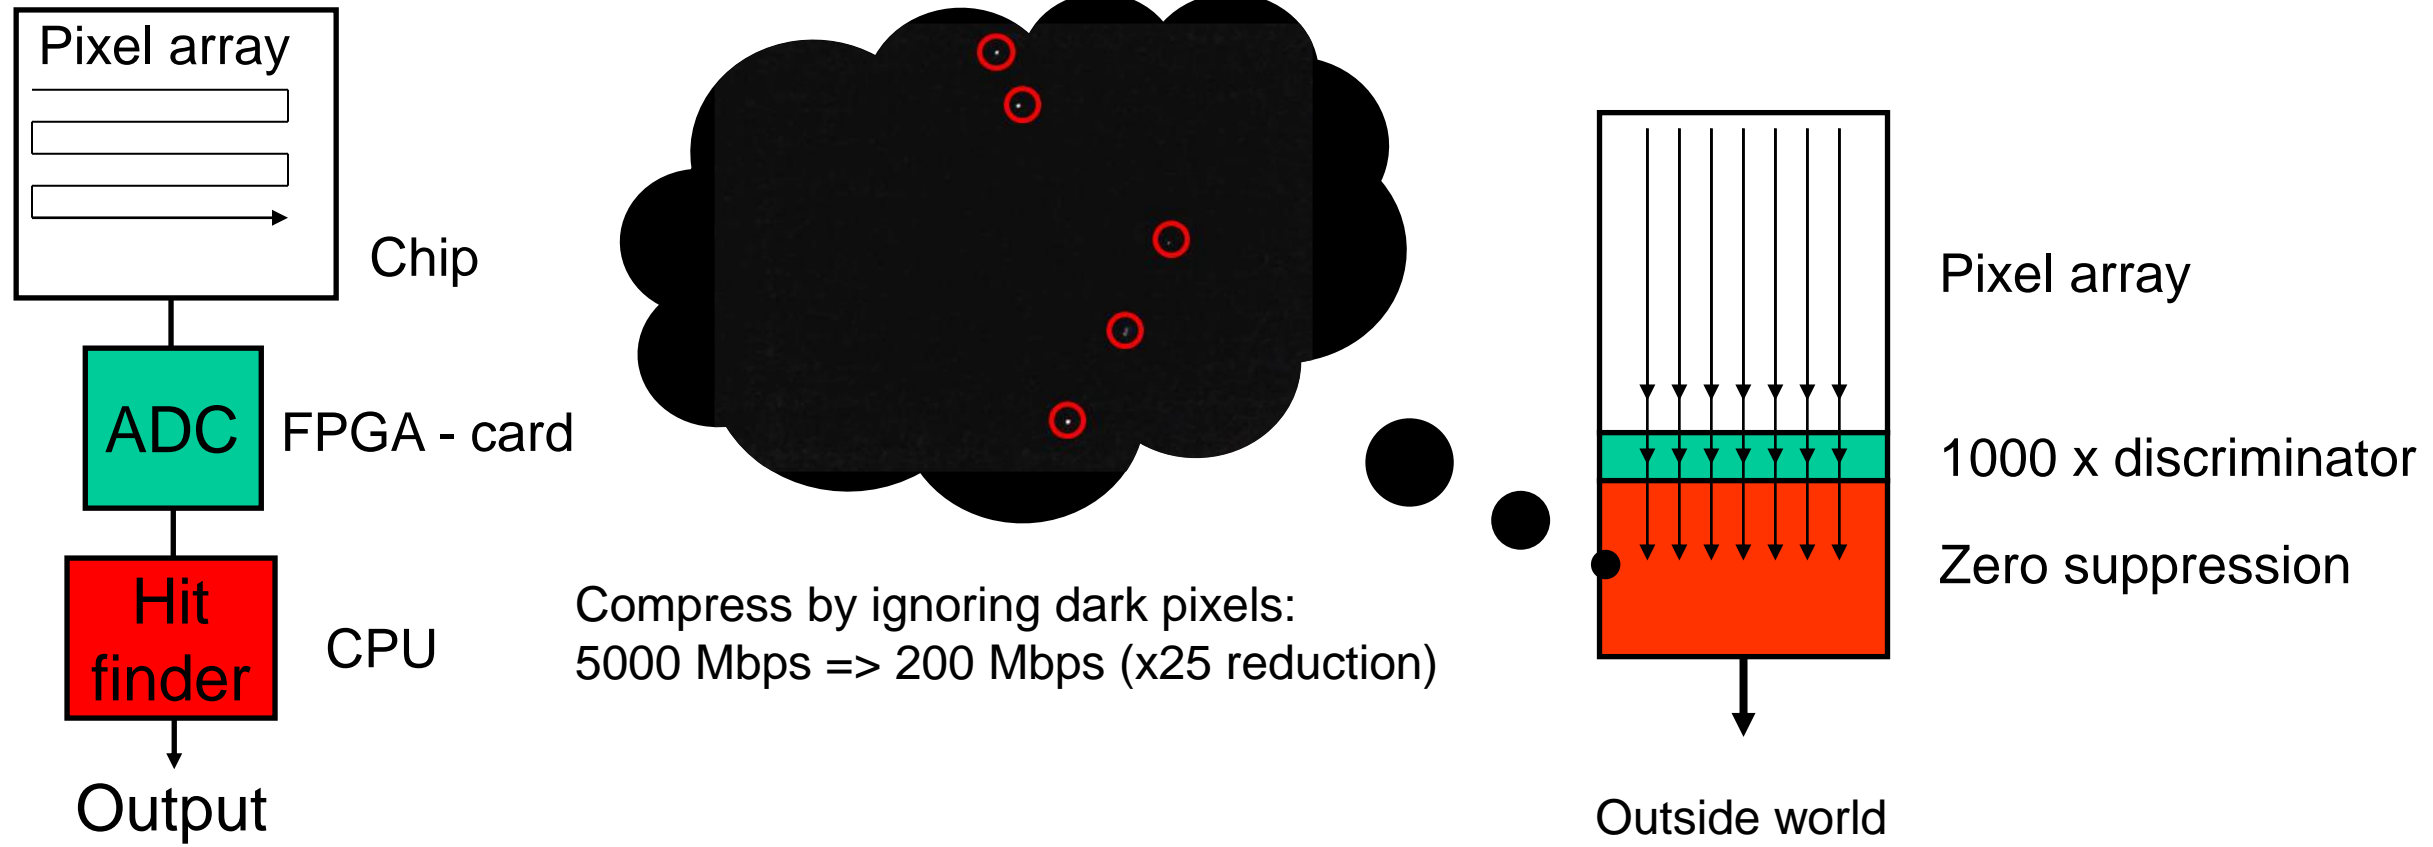 Pixel array
Chip
ADC
FPGA - card
Hit
finder
CPU
Output
Compress by ignoring dark pixels:
5000 Mbps => 200 Mbps (x25 reduction)
Pixel array
1000 x discriminator
Zero suppression
Outside world